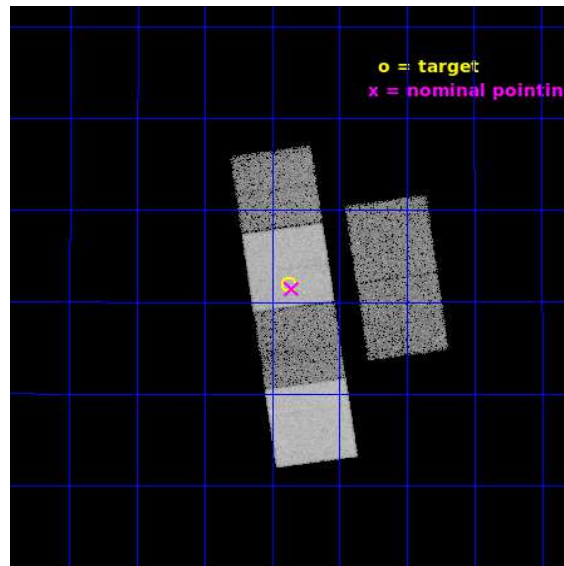 o = target
x = nominal pointin